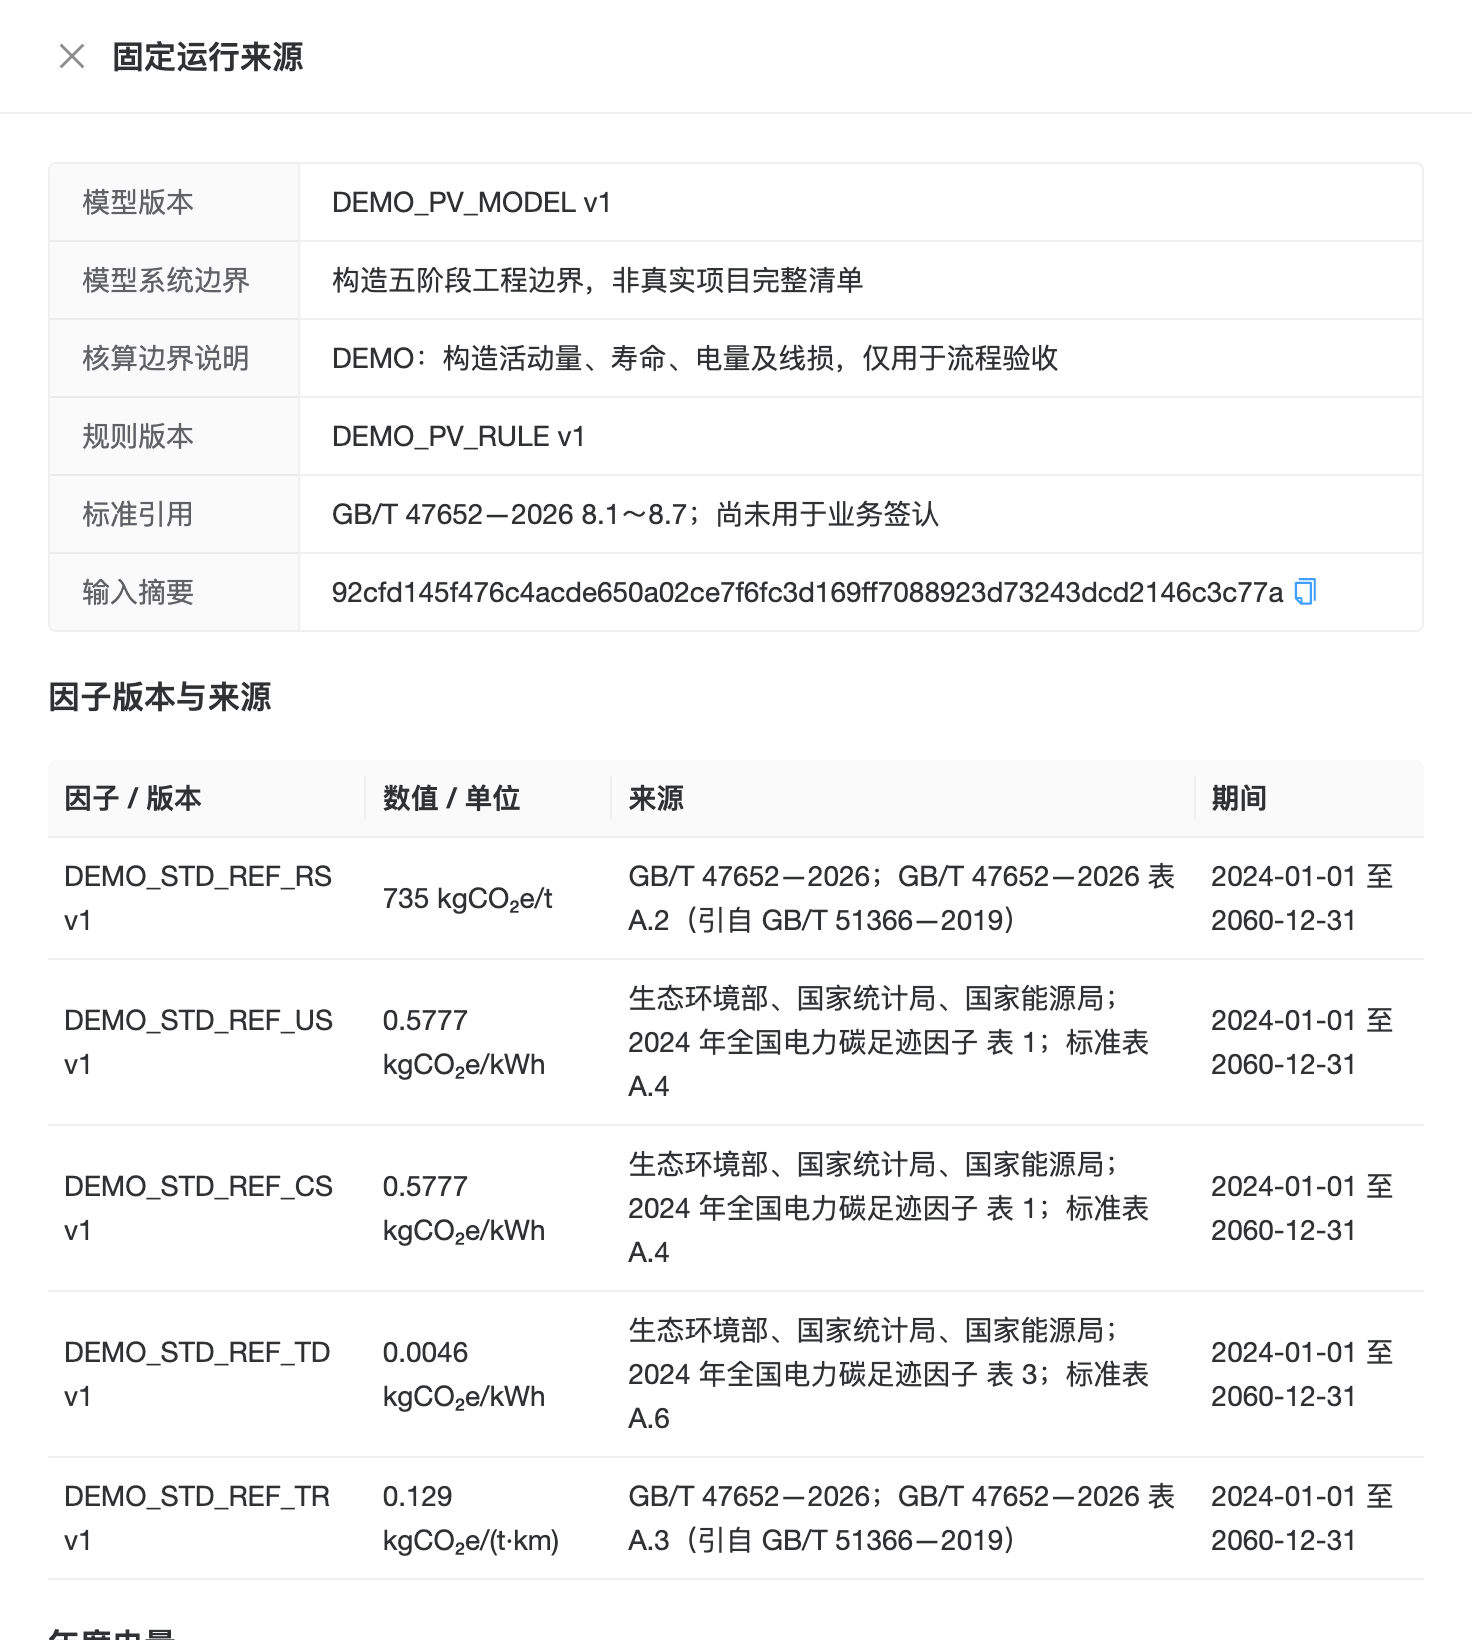 固定运行来源
模型版本 DEMO_PV_MODEL v1
模型系统边界 构造五阶段工程边界，非真实项目完整清单
核算边界说明 DEMO：构造活动量、寿命、电量及线损，仅用于流程验收
规则版本 DEMO_PV_RULE v1
标准引用 GB/T 47652—2026 8.1～8.7；尚未用于业务签认
输入摘要 92cfd145f476c4acde650a02ce7f6fc3d169ff7088923d73243dcd2146c3c77a
因子版本与来源
因子 / 版本 数值 / 单位 来源 期间
DEMO_STD_REF_RS
v1
735 kgCO₂e/t
GB/T 47652—2026；GB/T 47652—2026 表
A.2（引自 GB/T 51366—2019）
2024-01-01 至
2060-12-31
DEMO_STD_REF_US
v1
0.5777
kgCO₂e/kWh
生态环境部、国家统计局、国家能源局；
2024 年全国电力碳足迹因子 表 1；标准表
A.4
2024-01-01 至
2060-12-31
DEMO_STD_REF_CS
v1
0.5777
kgCO₂e/kWh
生态环境部、国家统计局、国家能源局；
2024 年全国电力碳足迹因子 表 1；标准表
A.4
2024-01-01 至
2060-12-31
DEMO_STD_REF_TD
v1
0.0046
kgCO₂e/kWh
生态环境部、国家统计局、国家能源局；
2024 年全国电力碳足迹因子 表 3；标准表
A.6
2024-01-01 至
2060-12-31
DEMO_STD_REF_TR
v1
0.129
kgCO₂e/(t·km)
GB/T 47652—2026；GB/T 47652—2026 表
A.3（引自 GB/T 51366—2019）
2024-01-01 至
2060-12-31
年度电量